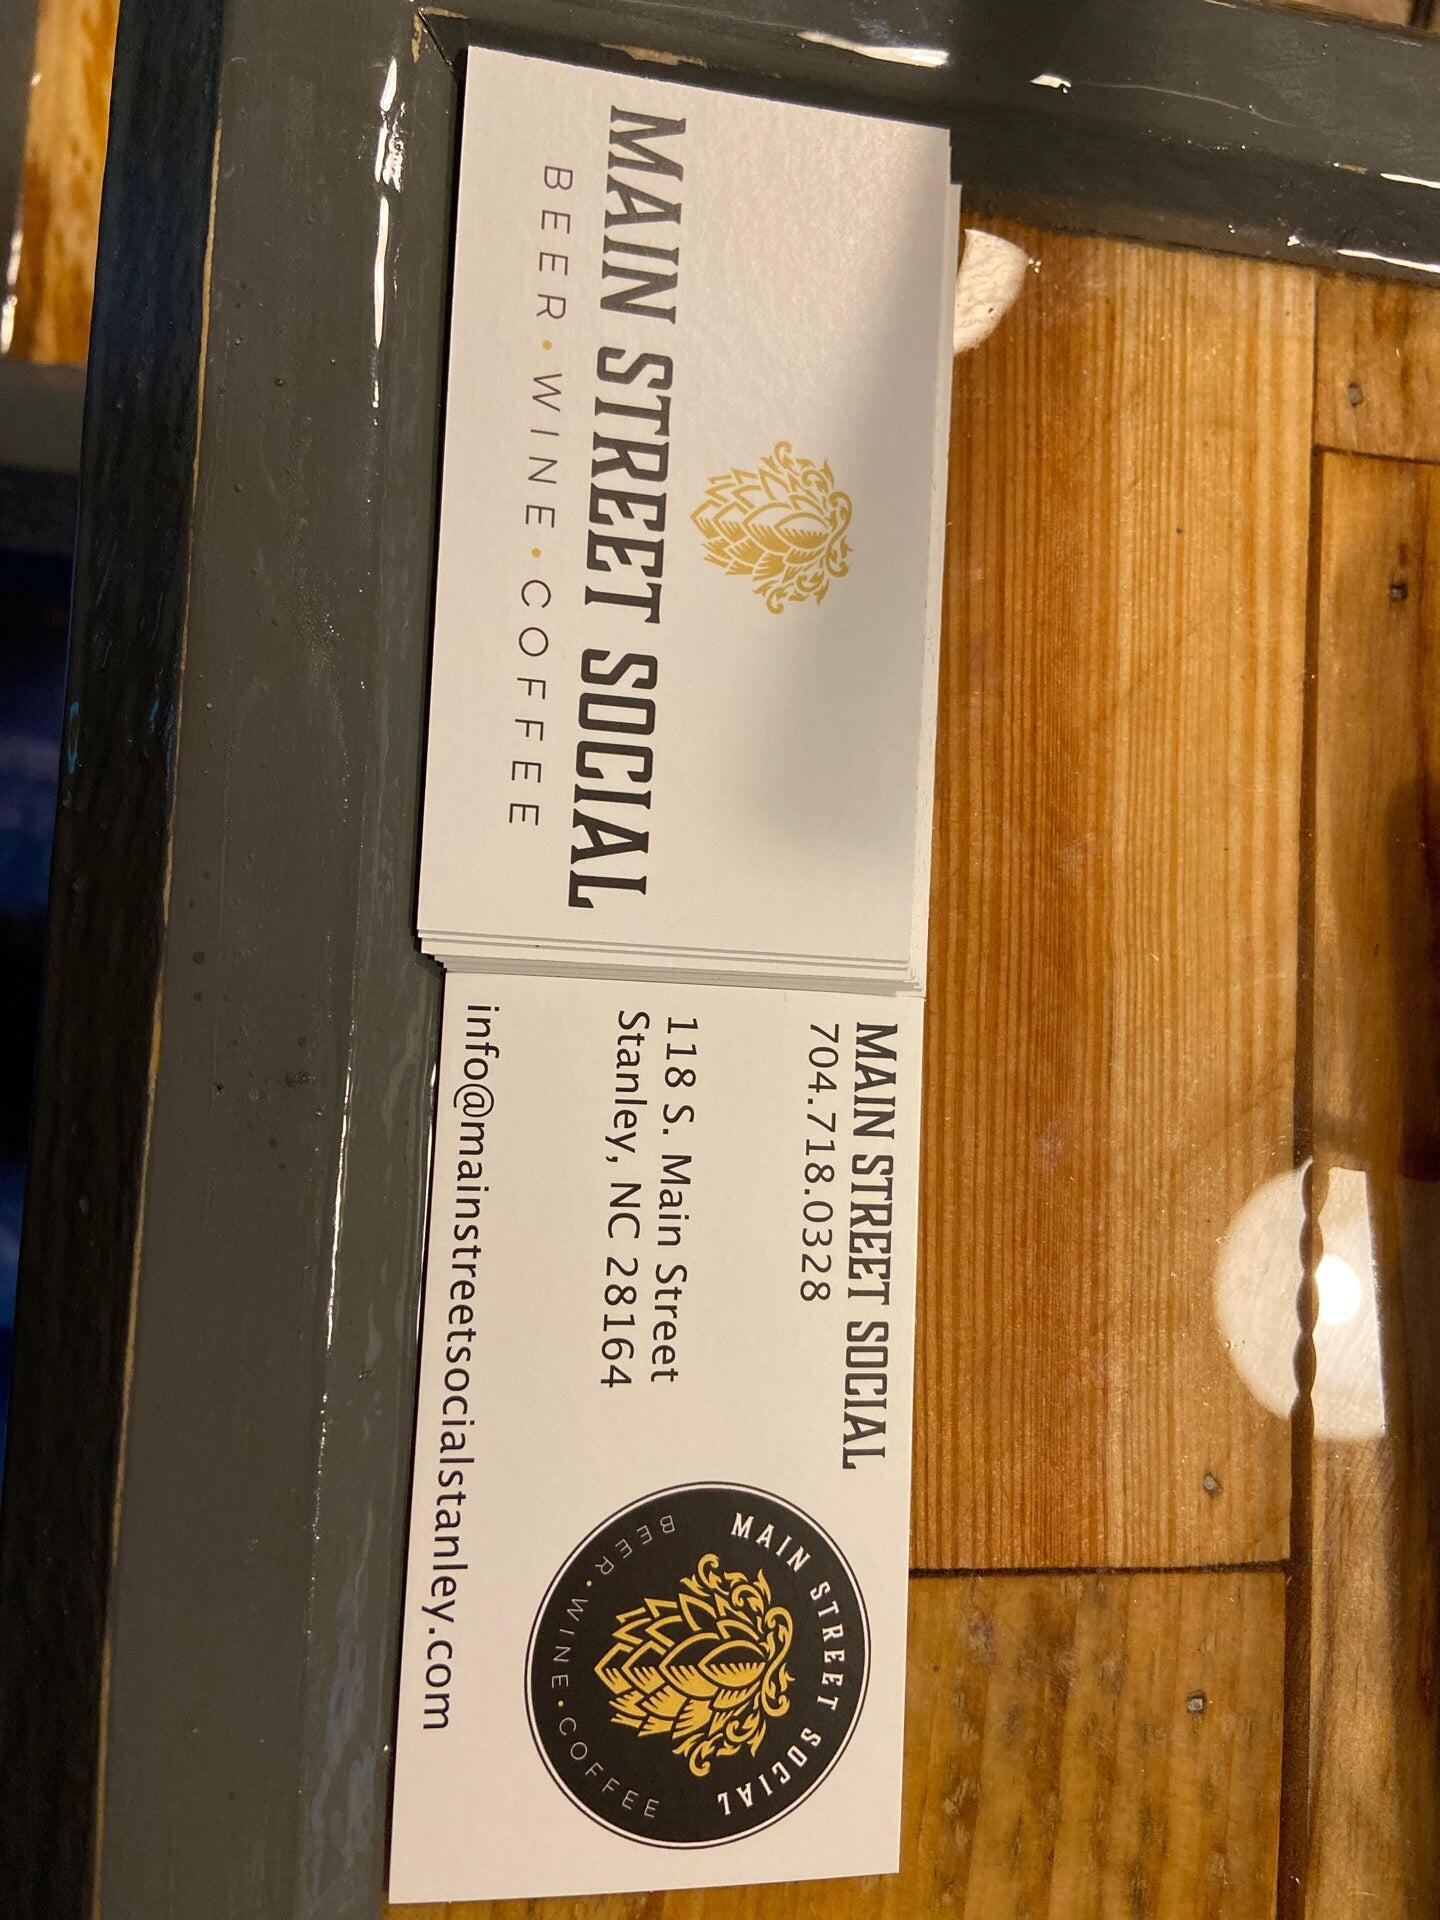 MAIN STREET SOCIAL
BEER • WINE • COFFEE
MAIN STREET SOCIAL
704.718.0328
118 S. Main Street
Stanley, NC 28164
info@mainstreetsocialstanley.com
MAIN STREET SOCIAL
BEER • WINE • COFFEE